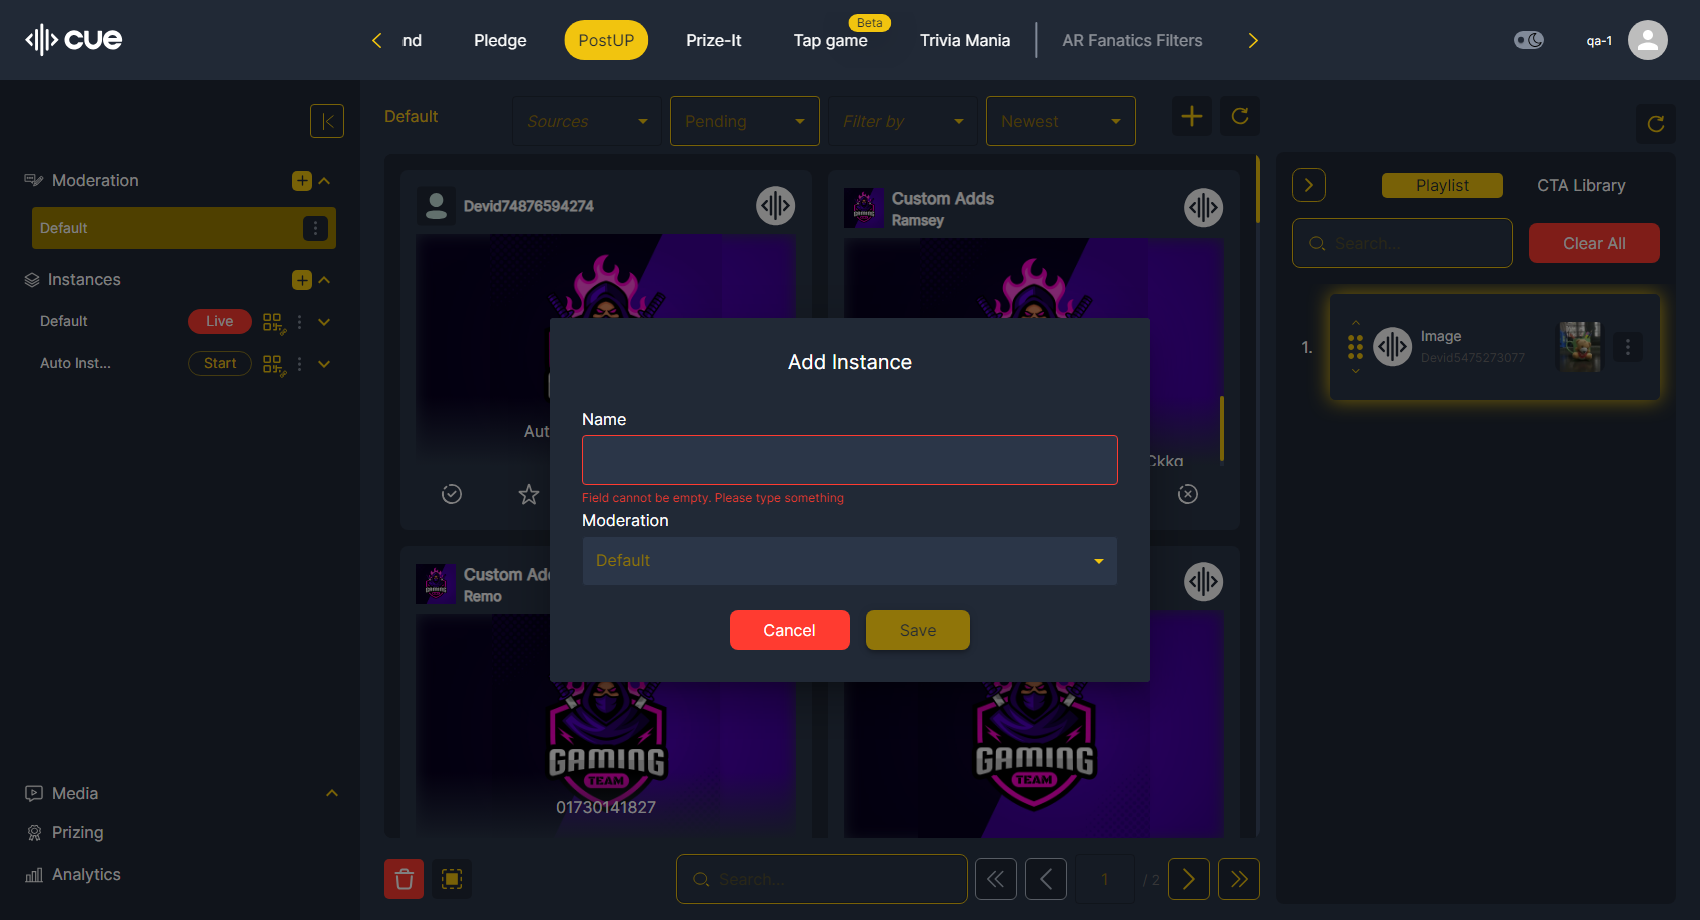 cue
nd
Pledge
PostUP
Prize-It
Beta
Tap game
Trivia Mania
AR Fanatics Filters
qa-1
Default
Sources
Pending
Filter by
Newest
Moderation
Default
Instances
Default
Live
Auto Inst...
Start
Media
Prizing
Analytics
Devid74876594274
Aut
Custom Adds
Ramsey
Ckkg
Custom Add
Remo
GAMING
TEAM
01730141827
GAMING
TEAM
Add Instance
Name
Field cannot be empty. Please type something
Moderation
Default
Cancel
Save
Search...
1
/ 2
Playlist
CTA Library
Search...
Clear All
1.
Image
Devid5475273077